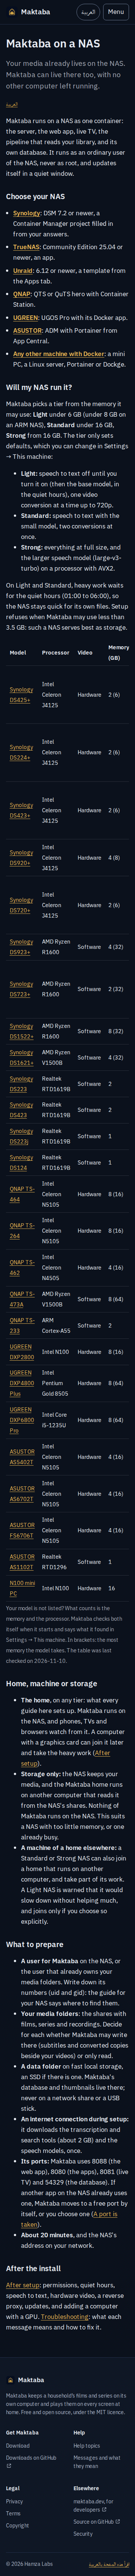 Maktaba
العربية
Menu
Maktaba on a NAS
Your media already lives on the NAS.
Maktaba can live there too, with no
other computer left running.
العربية
Maktaba runs on a NAS as one container:
the server, the web app, live TV, the
pipeline that reads your library, and its
own database. It runs as an ordinary user
of the NAS, never as root, and updates
itself quietly.
Choose your NAS
Synology: DSM 7.2 or newer, a
Container Manager project filled in
from your answers.
TrueNAS: Community Edition 25.04 or
newer, an app.
Unraid: 6.12 or newer, a template from
the Apps tab.
QNAP: QTS or QuTS hero with Container
Station.
UGREEN: UGOS Pro with its Docker app.
ASUSTOR: ADM with Portainer from
App Central.
Any other machine with Docker: a mini
PC, a Linux server, Portainer or Dockge.
Will my NAS run it?
Maktaba picks a tier from the memory it
may use: Light under 6 GB (under 8 GB on
an ARM NAS), Standard under 16 GB,
Strong from 16 GB. The tier only sets
defaults, which you can change in Settings
→ This machine:
Light: speech to text off until you
turn it on (then the base model, in
the quiet hours), and one video
conversion at a time up to 720p.
Standard: speech to text with the
small model, two conversions at
once.
Strong: everything at full size, and
the larger speech model (large-v3-
turbo) on a processor with AVX2.
On Light and Standard, heavy work waits
for quiet hours (01:00 to 06:00), so the
NAS stays quick for its own files. Setup
refuses when Maktaba may use less than
3.5 GB: such a NAS serves best as storage.
Model Processor Video Memory (GB)
Synology DS425+ Intel Celeron J4125 Hardware 2 (6)
Synology DS224+ Intel Celeron J4125 Hardware 2 (6)
Synology DS423+ Intel Celeron J4125 Hardware 2 (6)
Synology DS920+ Intel Celeron J4125 Hardware 4 (8)
Synology DS720+ Intel Celeron J4125 Hardware 2 (6)
Synology DS923+ AMD Ryzen R1600 Software 4 (32)
Synology DS723+ AMD Ryzen R1600 Software 2 (32)
Synology DS1522+ AMD Ryzen R1600 Software 8 (32)
Synology DS1621+ AMD Ryzen V1500B Software 4 (32)
Synology DS223 Realtek RTD1619B Software 2
Synology DS423 Realtek RTD1619B Software 2
Synology DS223j Realtek RTD1619B Software 1
Synology DS124 Realtek RTD1619B Software 1
QNAP TS-464 Intel Celeron N5105 Hardware 8 (16)
QNAP TS-264 Intel Celeron N5105 Hardware 8 (16)
QNAP TS-462 Intel Celeron N4505 Hardware 4 (16)
QNAP TS-473A AMD Ryzen V1500B Software 8 (64)
QNAP TS-233 ARM Cortex-A55 Software 2
UGREEN DXP2800 Intel N100 Hardware 8 (16)
UGREEN DXP4800 Plus Intel Pentium Gold 8505 Hardware 8 (64)
UGREEN DXP6800 Pro Intel Core i5-1235U Hardware 8 (64)
ASUSTOR AS5402T Intel Celeron N5105 Hardware 4 (16)
ASUSTOR AS6702T Intel Celeron N5105 Hardware 4 (16)
ASUSTOR FS6706T Intel Celeron N5105 Hardware 4 (16)
ASUSTOR AS1102T Realtek RTD1296 Software 1
N100 mini PC Intel N100 Hardware 16
Your model is not listed? What counts is the
memory and the processor. Maktaba checks both
itself when it starts and says what it found in
Settings → This machine. In brackets: the most
memory the model takes. The table was last
checked on 2026-11-10.
Home, machine or storage
The home, on any two machines: what every
guide here sets up. Maktaba runs on
the NAS, and phones, TVs and
browsers watch from it. A computer
with a graphics card can join it later
and take the heavy work (After
setup).
Storage only: the NAS keeps your
media, and the Maktaba home runs
on another computer that reads it
from the NAS's shares. Nothing of
Maktaba runs on the NAS. This suits
a NAS with too little memory, or one
already busy.
A machine of a home elsewhere: a
Standard or Strong NAS can also join
a home that runs on another
computer, and take part of its work.
A Light NAS is warned that it would
slow down without helping much,
and joins only if you choose so
explicitly.
What to prepare
A user for Maktaba on the NAS, or
the user that already owns your
media folders. Write down its
numbers (uid and gid): the guide for
your NAS says where to find them.
Your media folders: the shares with
films, series and recordings. Decide
for each whether Maktaba may write
there (subtitles and converted copies
beside your videos) or only read.
A data folder on fast local storage,
an SSD if there is one. Maktaba's
database and thumbnails live there;
never on a network share or a USB
stick.
An internet connection during setup:
it downloads the container and
speech tools (about 2 GB) and the
speech models, once.
Its ports: Maktaba uses 8088 (the
web app), 8080 (the apps), 8081 (live
TV) and 54329 (the database). If
another app on the NAS already uses
one, Maktaba moves to a free port by
itself, or you choose one (A port is
taken).
About 20 minutes, and the NAS's
address on your network.
After the install
After setup: permissions, quiet hours,
speech to text, hardware video, a reverse
proxy, updates, and adding a computer
with a GPU. Troubleshooting: what each
message means and how to fix it.
Maktaba
Maktaba keeps a household's films and series on its
own computer and plays them on every screen at
home. Free and open source, under the MIT licence.
Get Maktaba
Download
Downloads on GitHub
Help
Help topics
Messages and what
they mean
Legal
Privacy
Terms
Copyright
Elsewhere
maktaba.dev, for
developers
Source on GitHub
Security
© 2026 Hamza Labs
اقرأ هذه الصفحة بالعربية